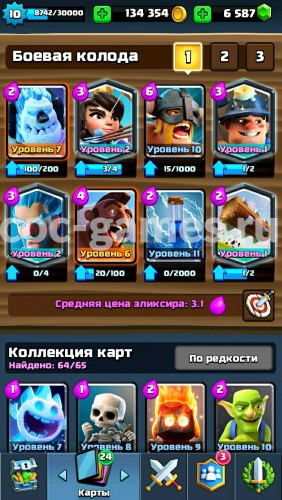 10 8742/30000 134 354 6 587
Боевая колода 1 2 3
2 3 6 3
Уровень 7 Уровень 2 Уровень 10 Уровень 1
100/200 3/4 15/1000 1/2
3 4 2 2
Уровень 2 Уровень 6 Уровень 11 Уровень 1
0/4 20/100 0/2000 1/2
coc-garden.ru
Средняя цена эликсира: 3.1
Коллекция карт
Найдено: 64/65
По редкости
1 1 2 2
Уровень 7 Уровень 10 Уровень 9 Уровень 10
24 3
Карты